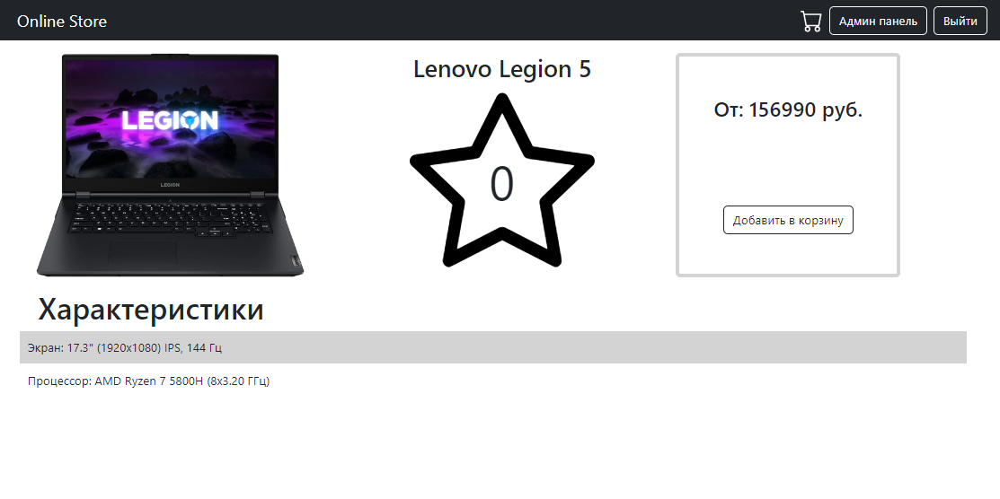 Online Store
Админ панель
Выйти
LEGION
LEGION
Lenovo Legion 5
0
От: 156990 руб.
Добавить в корзину
Характеристики
Экран: 17.3" (1920x1080) IPS, 144 Гц
Процессор: AMD Ryzen 7 5800H (8x3.20 ГГц)